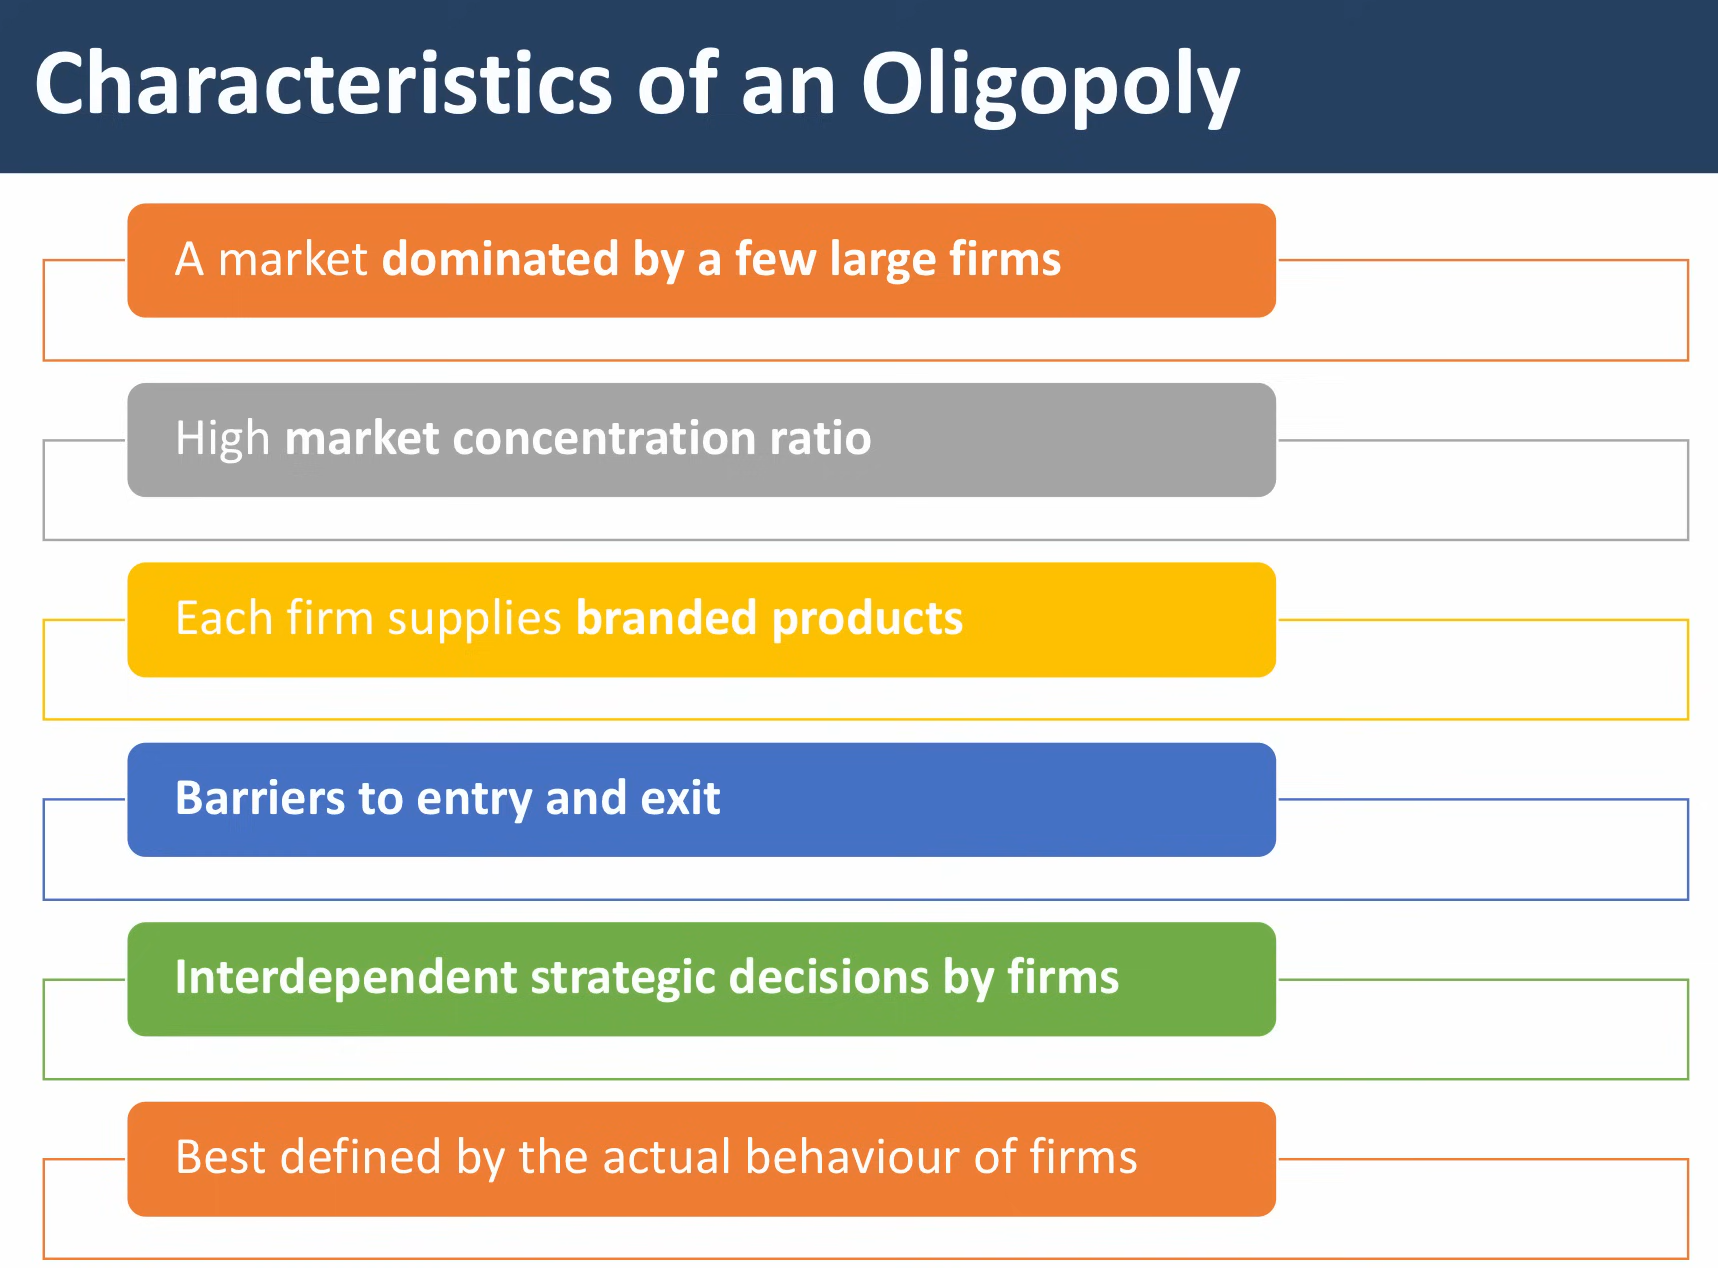 Characteristics of an Oligopoly
A market dominated by a few large firms
High market concentration ratio
Each firm supplies branded products
Barriers to entry and exit
Interdependent strategic decisions by firms
Best defined by the actual behaviour of firms